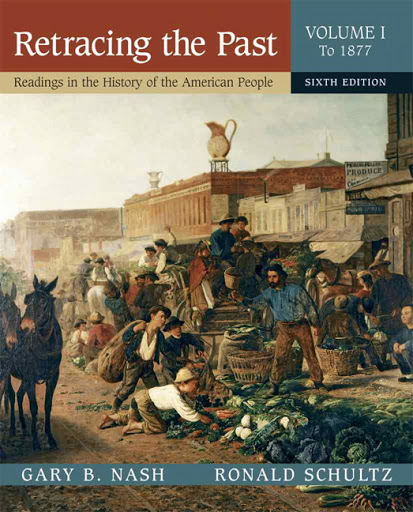 Retracing the Past
VOLUME I
To 1877
Readings in the History of the American People
SIXTH EDITION
PRODUCE
GARY B. NASH
RONALD SCHULTZ